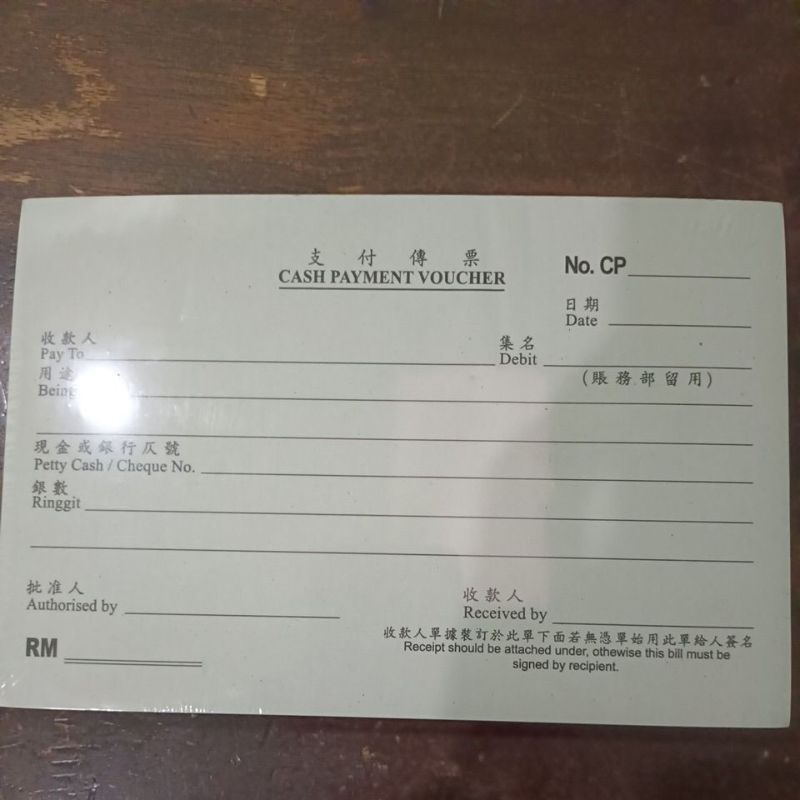 支付傳票
CASH PAYMENT VOUCHER
No. CP
日期
Date
收款人
Pay To
集名
Debit
(賬務部留用)
用途
Being
現金或銀行仄號
Petty Cash / Cheque No.
銀數
Ringgit
批准人
Authorised by
收款人
Received by
RM
收款人單據裝訂於此單下面若無憑單始用此單給人簽名
Receipt should be attached under, othewise this bill must be
signed by recipient.